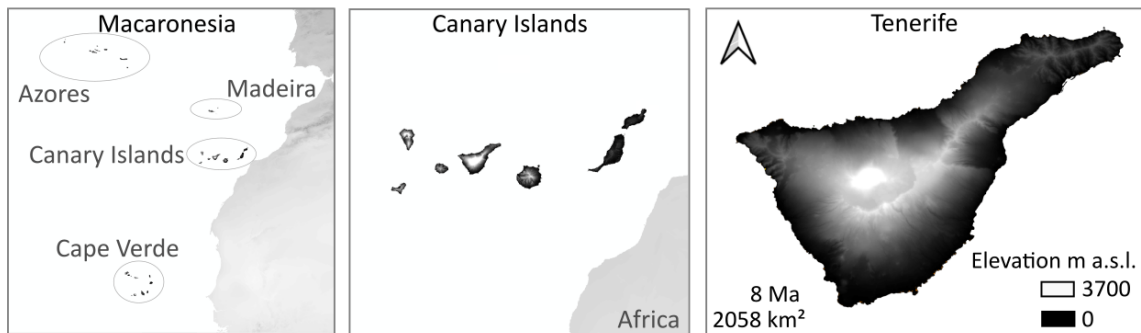 Macaronesia
Azores
Madeira
Canary Islands
Cape Verde
Canary Islands
Africa
Tenerife
Elevation m a.s.l.
3700
0
8 Ma
2058 km²